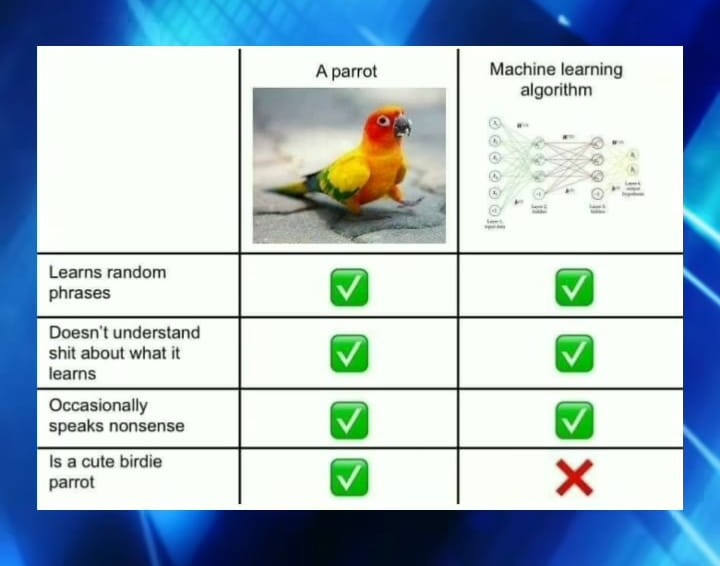 A parrot
Machine learning
algorithm
Learns random
phrases
Doesn't understand
shit about what it
learns
Occasionally
speaks nonsense
Is a cute birdie
parrot